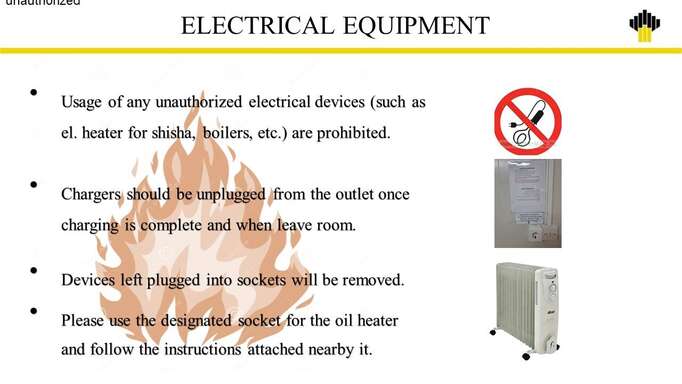 unauthorized
ELECTRICAL EQUIPMENT
• Usage of any unauthorized electrical devices (such as
el. heater for shisha, boilers, etc.) are prohibited.
• Chargers should be unplugged from the outlet once
charging is complete and when leave room.
• Devices left plugged into sockets will be removed.
• Please use the designated socket for the oil heater
and follow the instructions attached nearby it.